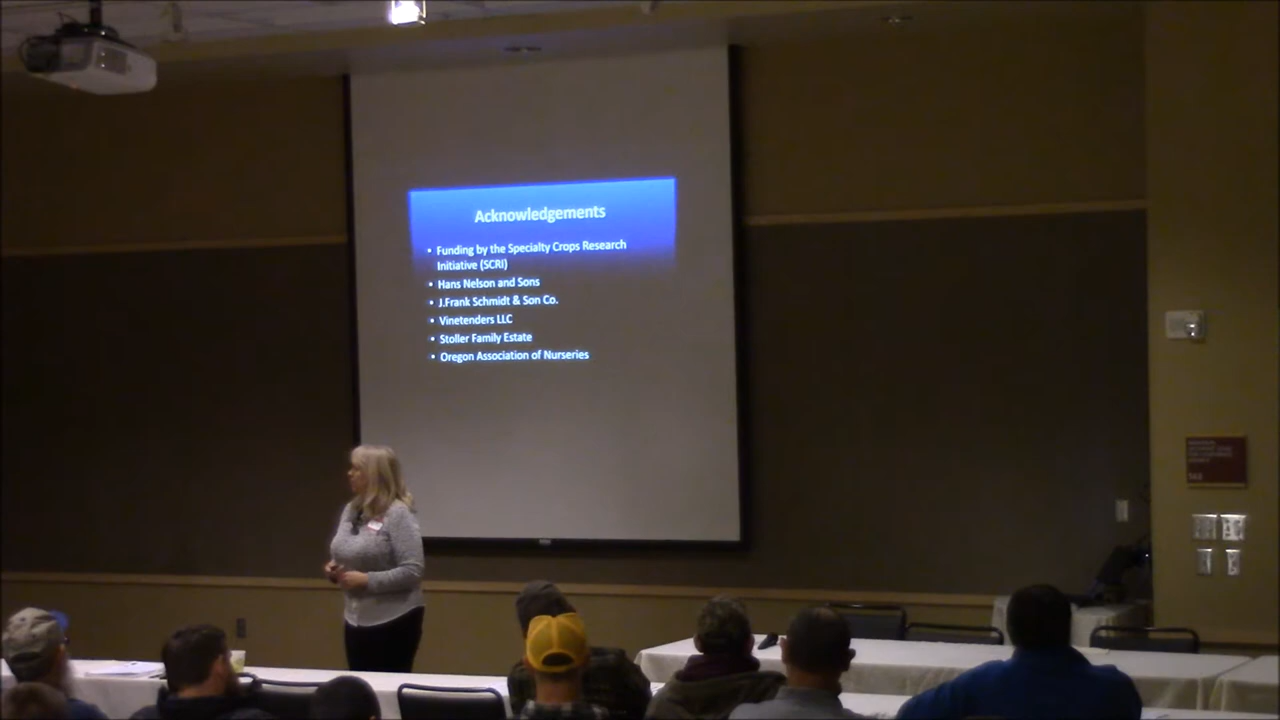 Acknowledgements
• Funding by the Specialty Crops Research
Initiative (SCRI)
• Hans Nelson and Sons
• J.Frank Schmidt & Son Co.
• Vinetenders LLC
• Stoller Family Estate
• Oregon Association of Nurseries